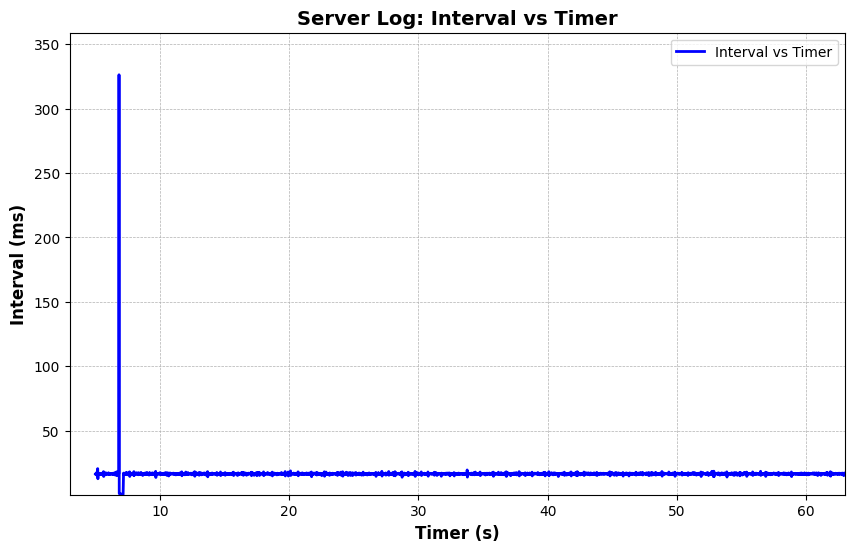 Server Log: Interval vs Timer
Interval vs Timer
Interval (ms)
350
300
250
200
150
100
50
10 20 30 40 50 60
Timer (s)